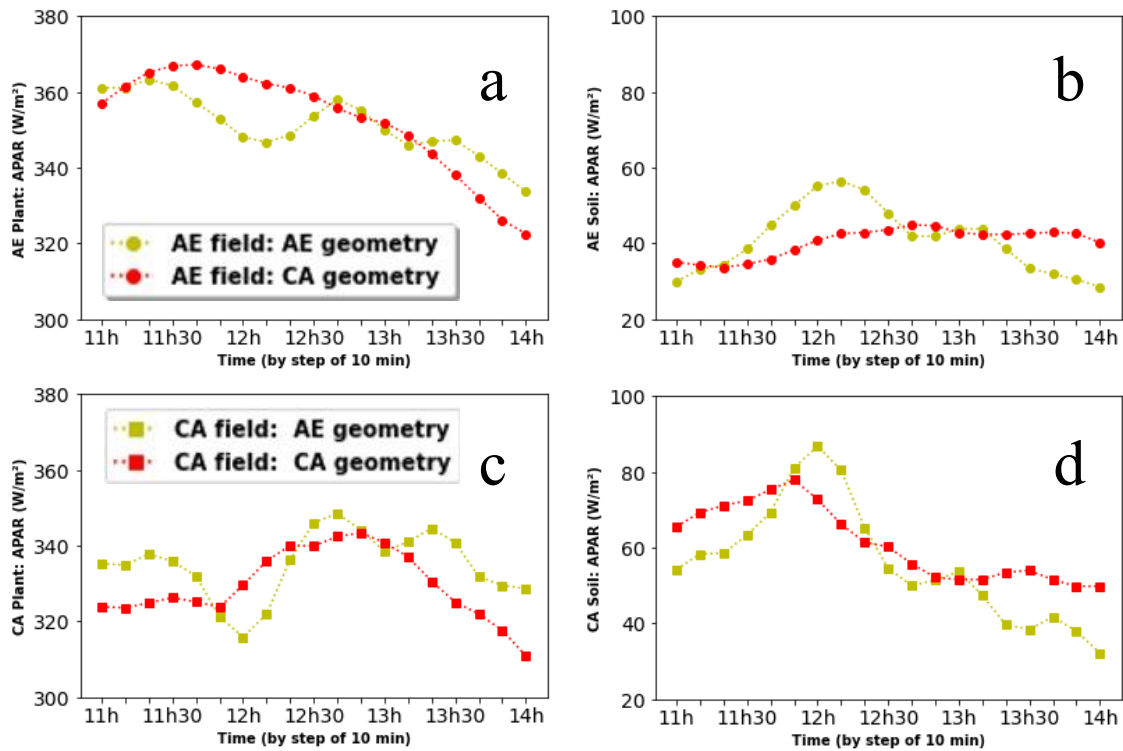 380
360
340
320
300
AE Plant: APAR (W/m²)
a
AE field: AE geometry
AE field: CA geometry
11h 11h30 12h 12h30 13h 13h30 14h
Time (by step of 10 min)
100
80
60
40
20
AE Soil: APAR (W/m²)
b
11h 11h30 12h 12h30 13h 13h30 14h
Time (by step of 10 min)
380
360
340
320
300
CA Plant: APAR (W/m²)
CA field: AE geometry
CA field: CA geometry
c
11h 11h30 12h 12h30 13h 13h30 14h
Time (by step of 10 min)
100
80
60
40
20
CA Soil: APAR (W/m²)
d
11h 11h30 12h 12h30 13h 13h30 14h
Time (by step of 10 min)